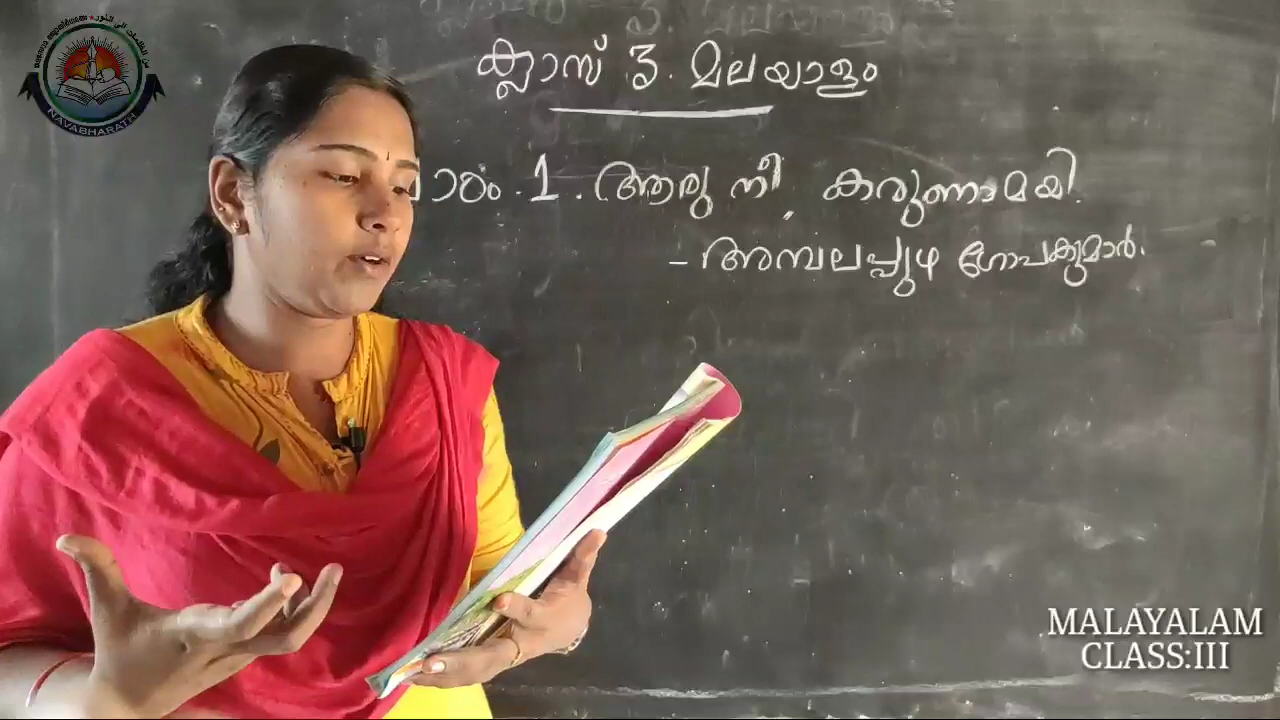 NAVABHARATH
ക്ലാസ് 3. മലയാളം
പാഠം . 1 . ആരു നീ, കരുണാമയി.
- അമ്പലപ്പുഴ ഗോപകുമാർ.
MALAYALAM
CLASS:III